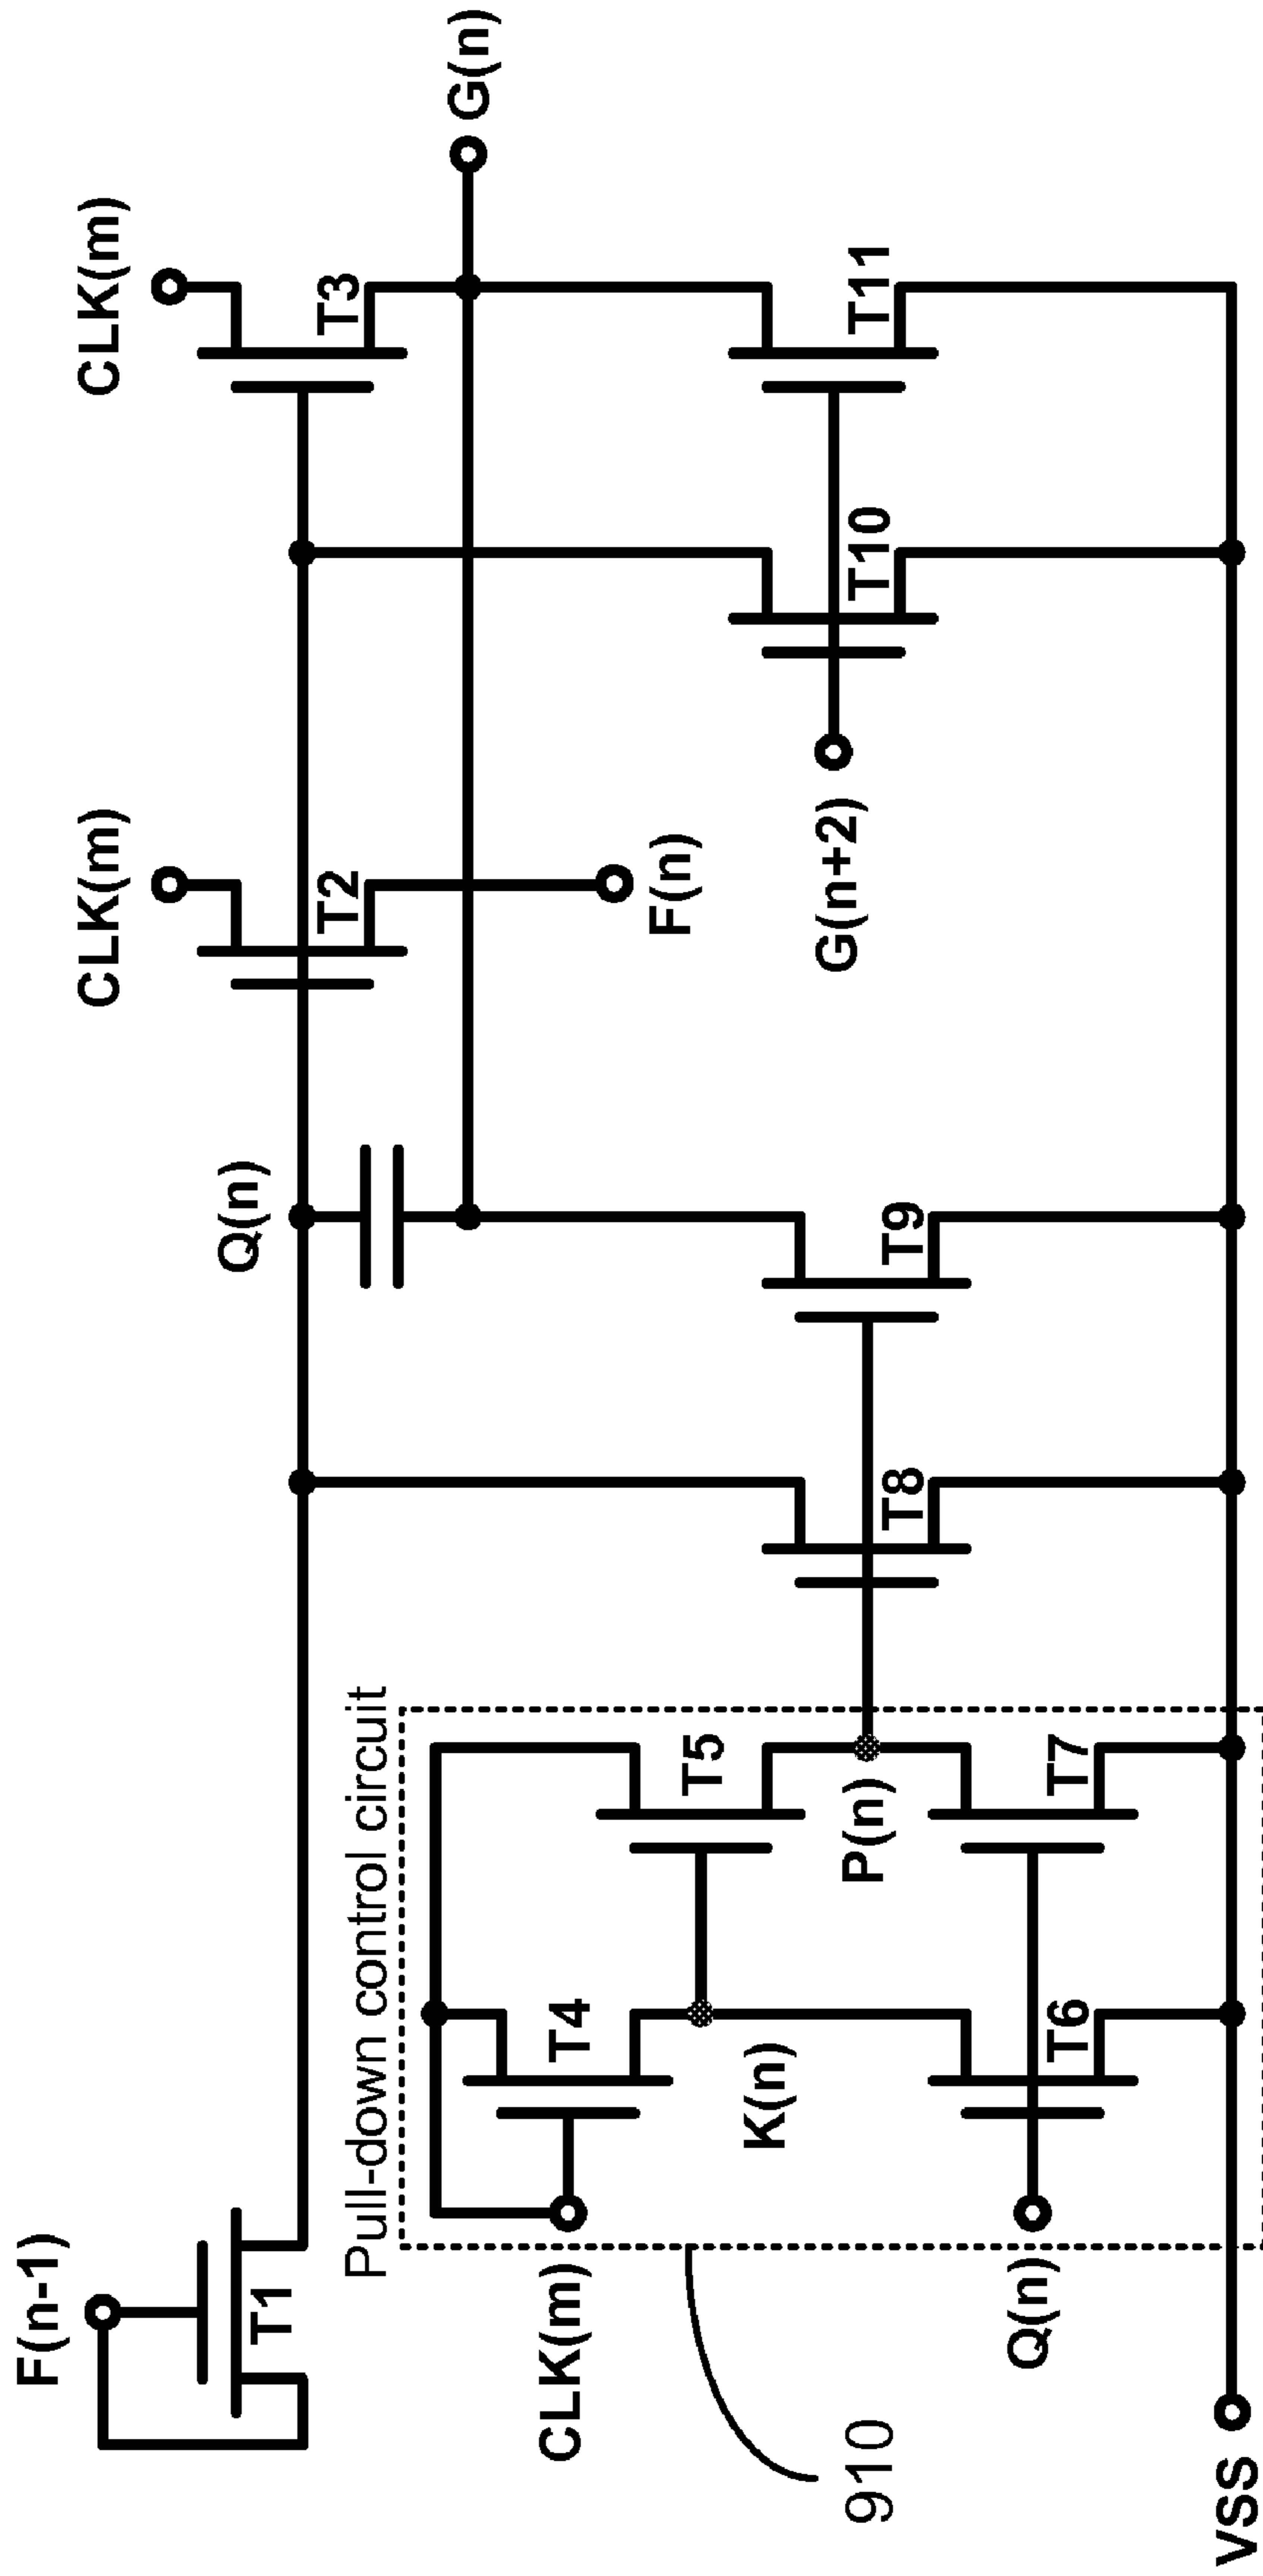 F(n-1)
T1
Q(n)
CLK(m)
T2
F(n)
CLK(m)
T3
G(n)
Pull-down control circuit
CLK(m)
T4
K(n)
T5
P(n)
Q(n)
T6
T7
T8
T9
G(n+2)
T10
T11
910
VSS